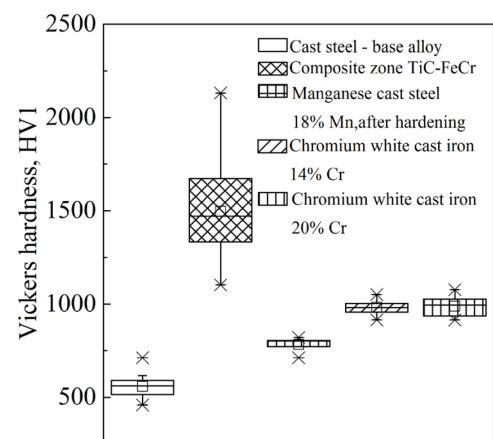 2500
2000
1500
1000
500
Vickers hardness, HV1
Cast steel - base alloy
Composite zone TiC-FeCr
Manganese cast steel
18% Mn,after hardening
Chromium white cast iron
14% Cr
Chromium white cast iron
20% Cr